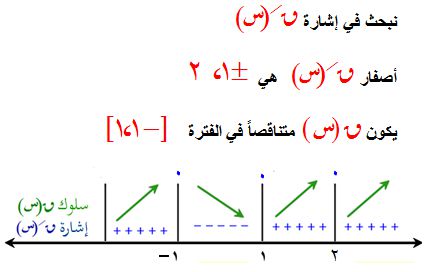 نبحث في إشارة ق َ(س)
أصفار ق َ(س) هي ±١، ٢
يكون ق(س) متناقصاً في الفترة [-١،١]
سلوك ق(س)
إشارة ق َ(س) +++++ ----- +++++ +++++
-١ ١ ٢